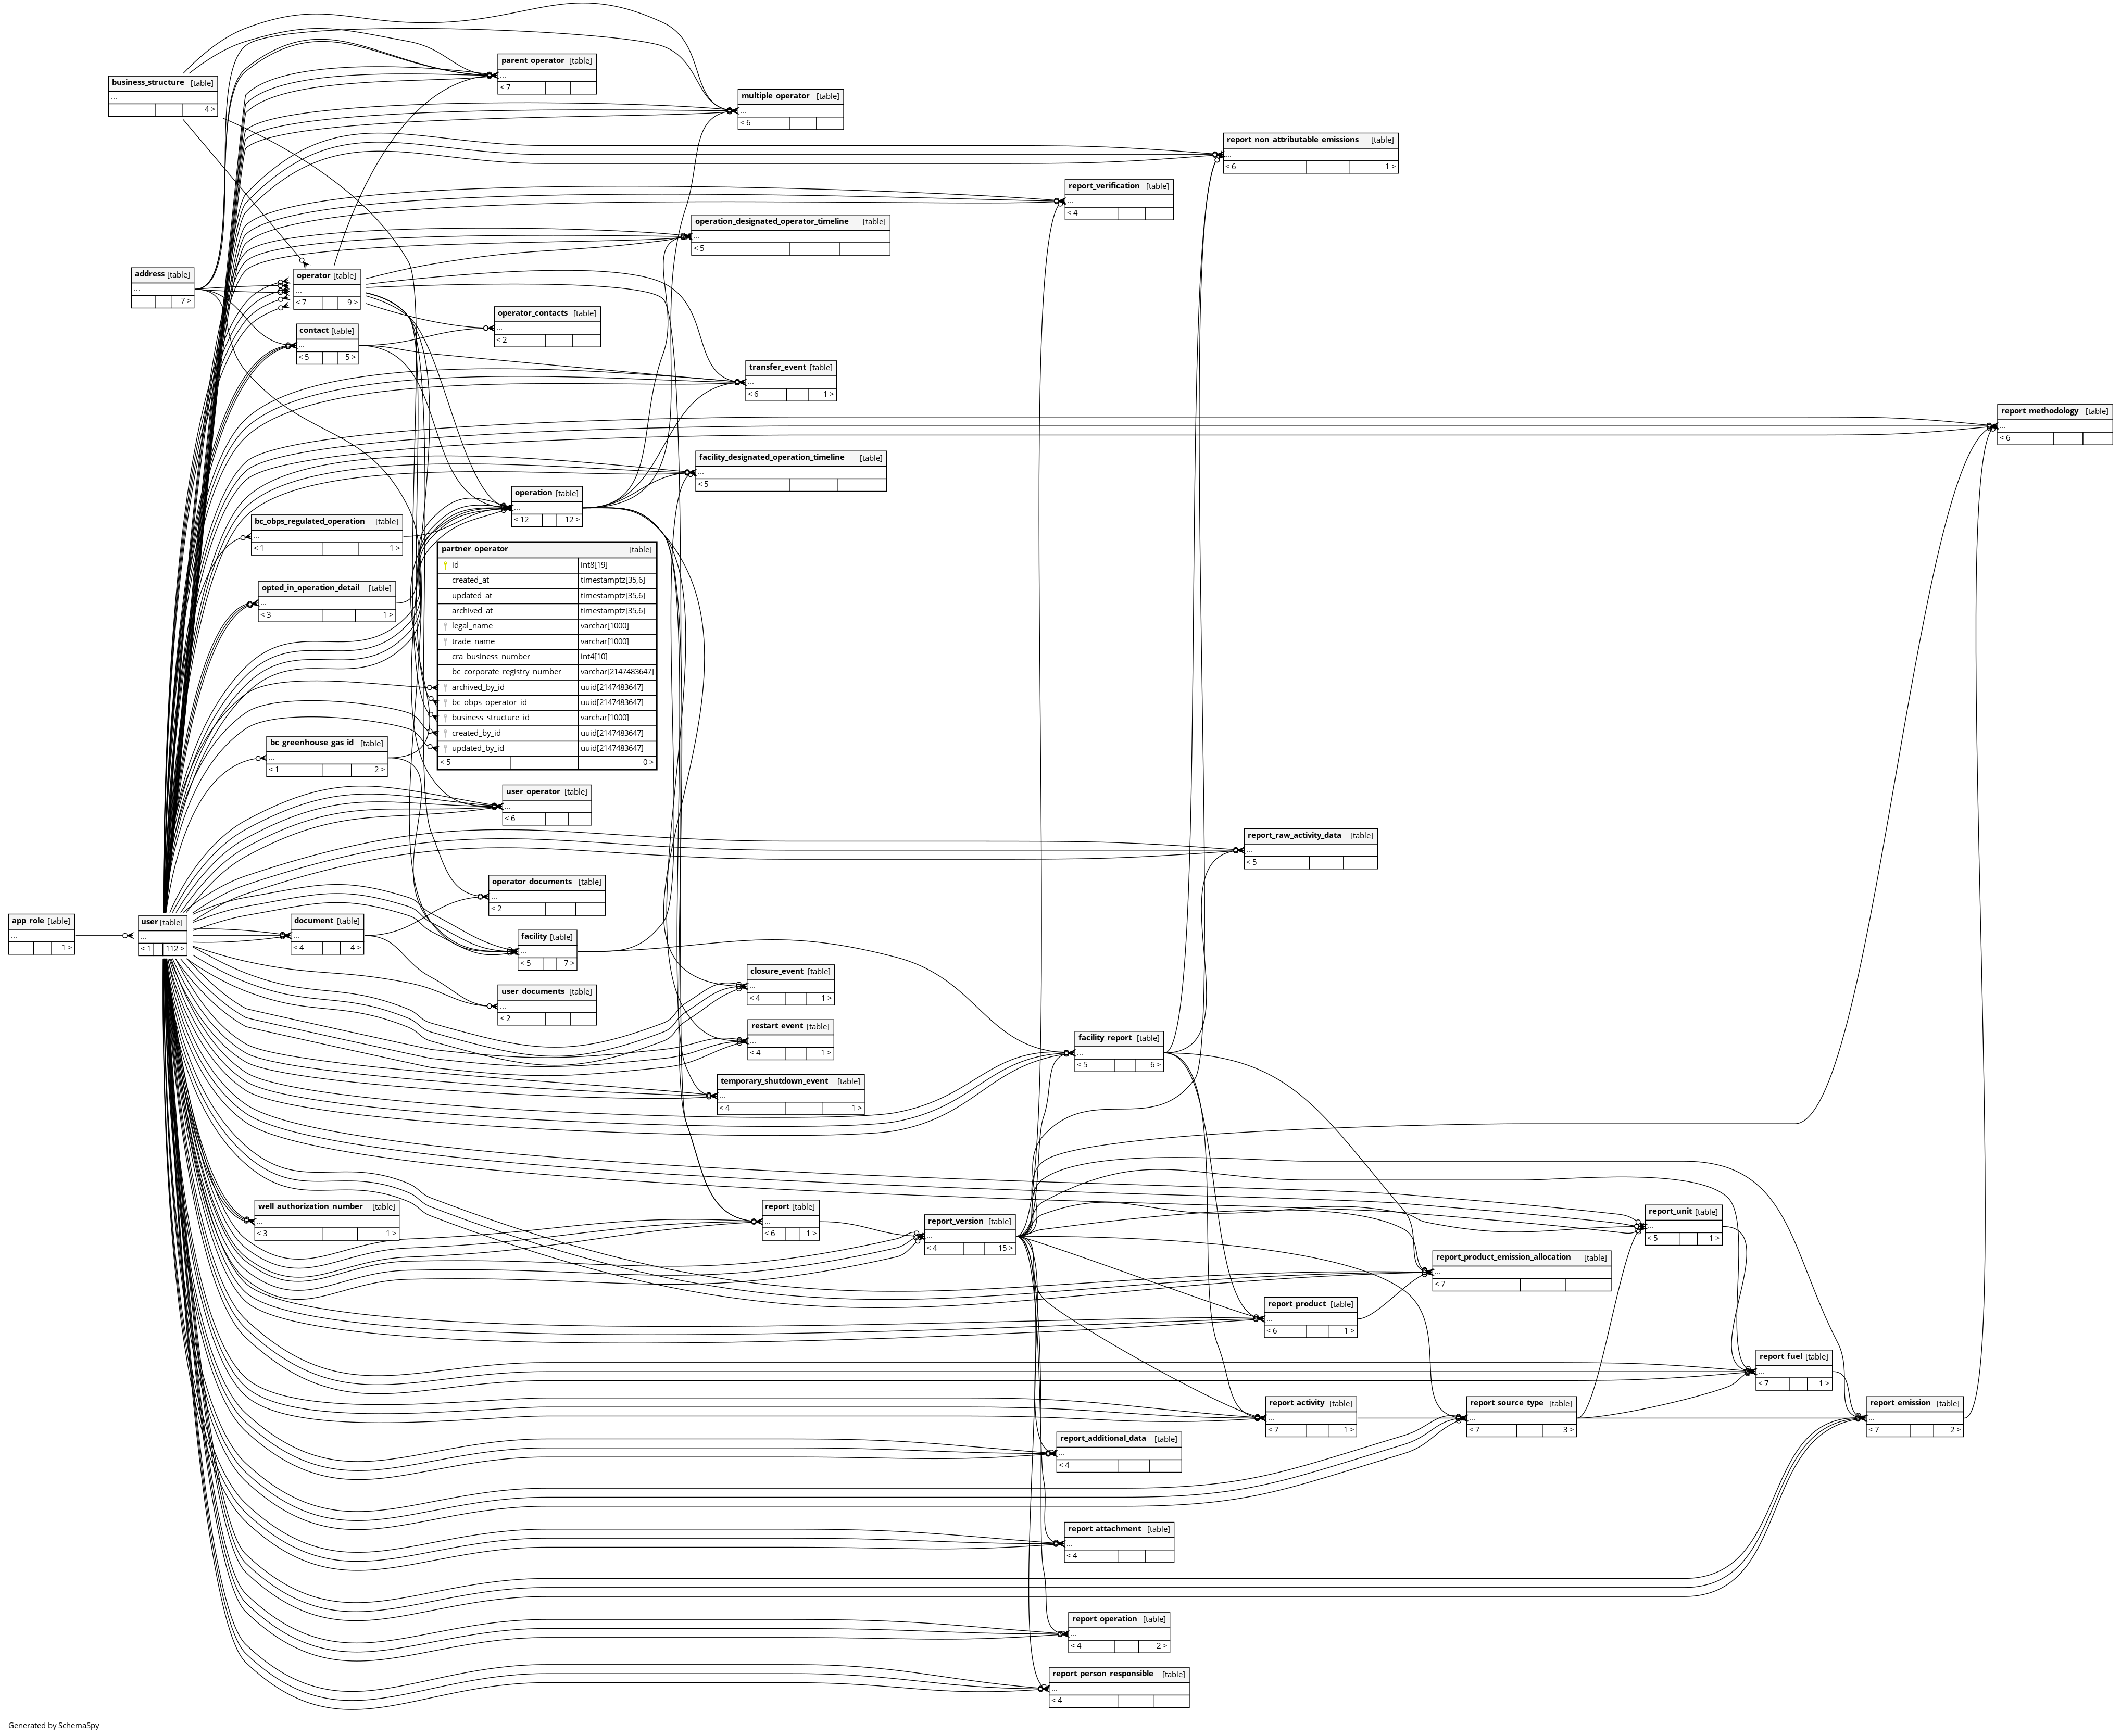 parent_operator [table]
...
< 7
business_structure [table]
...
4 >
multiple_operator [table]
...
< 6
report_non_attributable_emissions [table]
...
< 6 1 >
report_verification [table]
...
< 4
operation_designated_operator_timeline [table]
...
< 5
address [table]
...
7 >
operator [table]
...
< 7 9 >
operator_contacts [table]
...
< 2
contact [table]
...
< 5 5 >
transfer_event [table]
...
< 6 1 >
report_methodology [table]
...
< 6
facility_designated_operation_timeline [table]
...
< 5
operation [table]
...
< 12 12 >
bc_obps_regulated_operation [table]
...
< 1 1 >
partner_operator [table]
id int8[19]
created_at timestamptz[35,6]
updated_at timestamptz[35,6]
archived_at timestamptz[35,6]
legal_name varchar[1000]
trade_name varchar[1000]
cra_business_number int4[10]
bc_corporate_registry_number varchar[2147483647]
archived_by_id uuid[2147483647]
bc_obps_operator_id uuid[2147483647]
business_structure_id varchar[1000]
created_by_id uuid[2147483647]
updated_by_id uuid[2147483647]
< 5 0 >
opted_in_operation_detail [table]
...
< 3 1 >
bc_greenhouse_gas_id [table]
...
< 1 2 >
user_operator [table]
...
< 6
report_raw_activity_data [table]
...
< 5
operator_documents [table]
...
< 2
app_role [table]
...
1 >
user [table]
...
< 1 112 >
document [table]
...
< 4 4 >
facility [table]
...
< 5 7 >
closure_event [table]
...
< 4 1 >
user_documents [table]
...
< 2
restart_event [table]
...
< 4 1 >
facility_report [table]
...
< 5 6 >
temporary_shutdown_event [table]
...
< 4 1 >
well_authorization_number [table]
...
< 3 1 >
report [table]
...
< 6 1 >
report_version [table]
...
< 4 15 >
report_unit [table]
...
< 5 1 >
report_product_emission_allocation [table]
...
< 7
report_product [table]
...
< 6 1 >
report_fuel [table]
...
< 7 1 >
report_activity [table]
...
< 7 1 >
report_source_type [table]
...
< 7 3 >
report_emission [table]
...
< 7 2 >
report_additional_data [table]
...
< 4
report_attachment [table]
...
< 4
report_operation [table]
...
< 4 2 >
report_person_responsible [table]
...
< 4
Generated by SchemaSpy